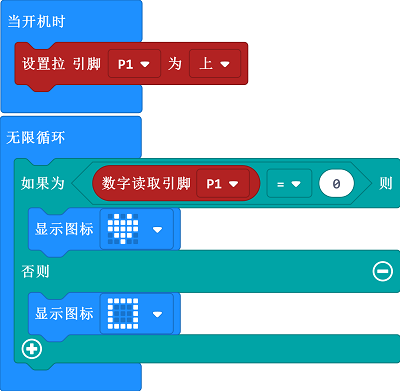 当开机时
设置拉 引脚 P1 为 上
无限循环
如果为 数字读取引脚 P1 = 0 则
显示图标
否则
显示图标